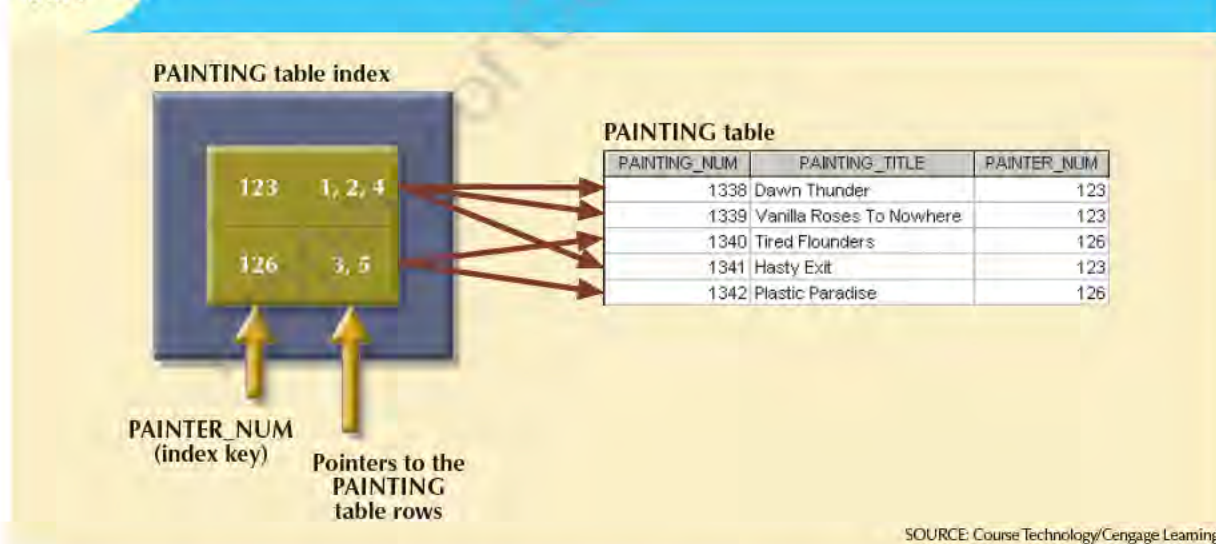 PAINTING table index
123 1, 2, 4
126 3, 5
PAINTER_NUM
(index key)
Pointers to the
PAINTING
table rows
PAINTING table
PAINTING_NUM PAINTING_TITLE PAINTER_NUM
1338 Dawn Thunder 123
1339 Vanilla Roses To Nowhere 123
1340 Tired Flounders 126
1341 Hasty Exit 123
1342 Plastic Paradise 126
SOURCE: Course Technology/Cengage Learning